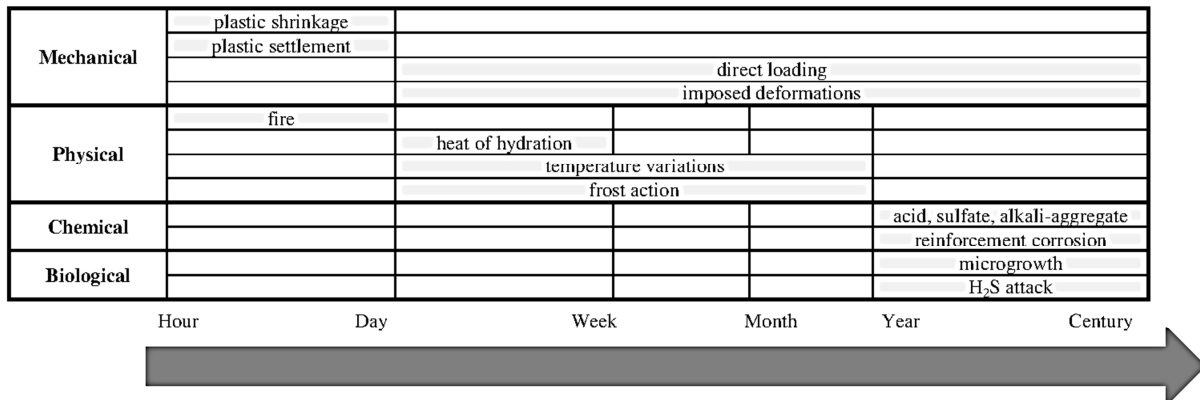 Mechanical
plastic shrinkage
plastic settlement
direct loading
imposed deformations
Physical
fire
heat of hydration
temperature variations
frost action
Chemical
acid, sulfate, alkali-aggregate
reinforcement corrosion
Biological
microgrowth
H₂S attack
Hour Day Week Month Year Century